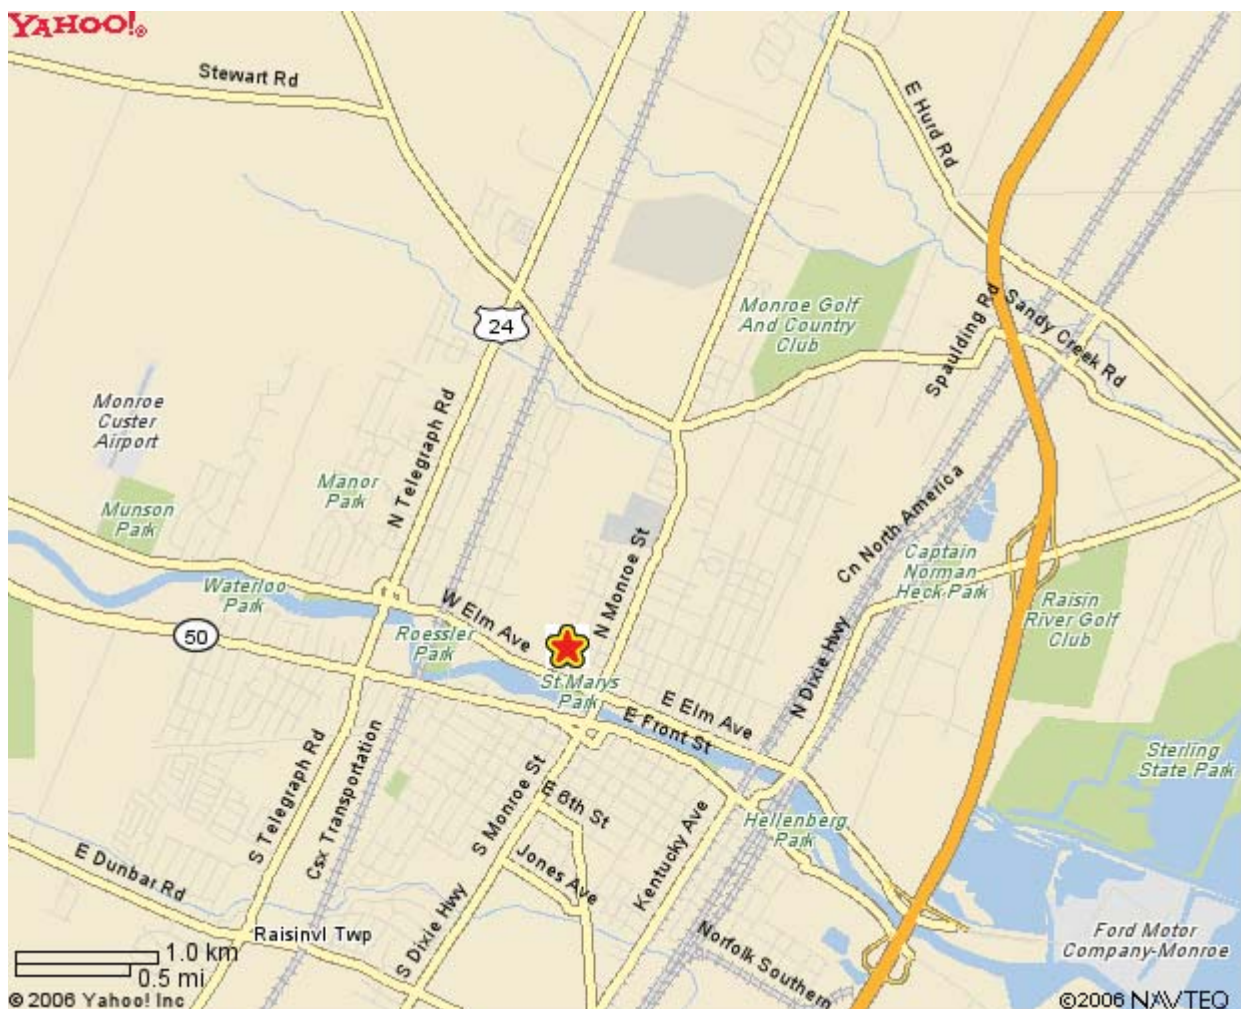 YAHOO!®
Stewart Rd
E Hurd Rd
Monroe Golf
And Country
Club
24
Spaulding Rd
Sandy Creek Rd
Monroe
Custer
Airport
N Telegraph Rd
Manor
Park
Munson
Park
Cn North America
Captain
Norman
Heck Park
Waterloo
Park
W Elm Ave
N Monroe St
Raisin
River Golf
Club
50
Roessler
Park
St Marys
Park
E Elm Ave
N Dixie Hwy
E Front St
Sterling
State Park
S Telegraph Rd
Csx Transportation
S Monroe St
E 6th St
Kentucky Ave
Hellenberg
Park
E Dunbar Rd
Jones Ave
S Dixie Hwy
Raisinvl Twp
Norfolk Southern
Ford Motor
Company-Monroe
1.0 km
0.5 mi
© 2006 Yahoo! Inc
©2006 NAVTEQ